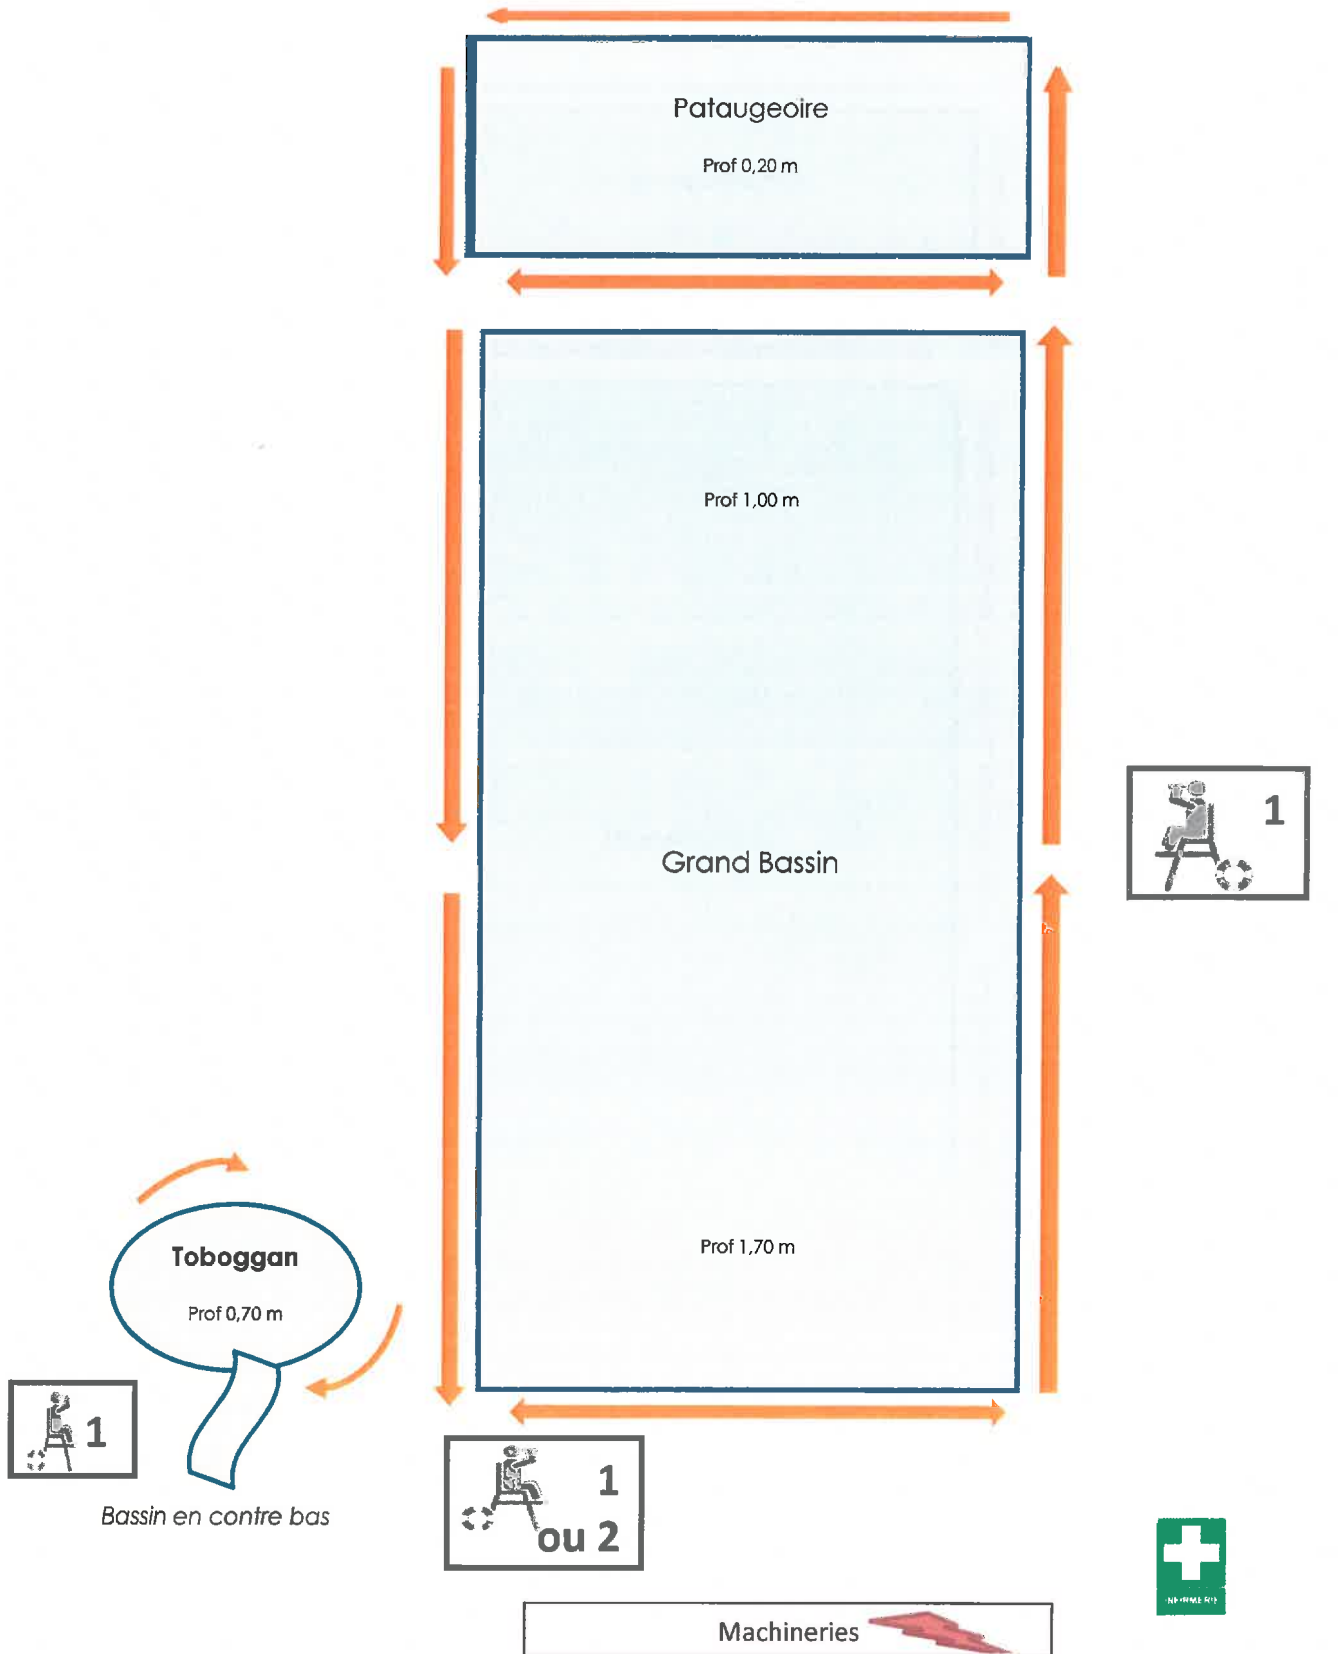 Pataugeoire
Prof 0,20 m
Prof 1,00 m
1
Grand Bassin
Toboggan
Prof 0,70 m
Prof 1,70 m
1
Bassin en contre bas
1
ou 2
INFIRMERIE
Machineries